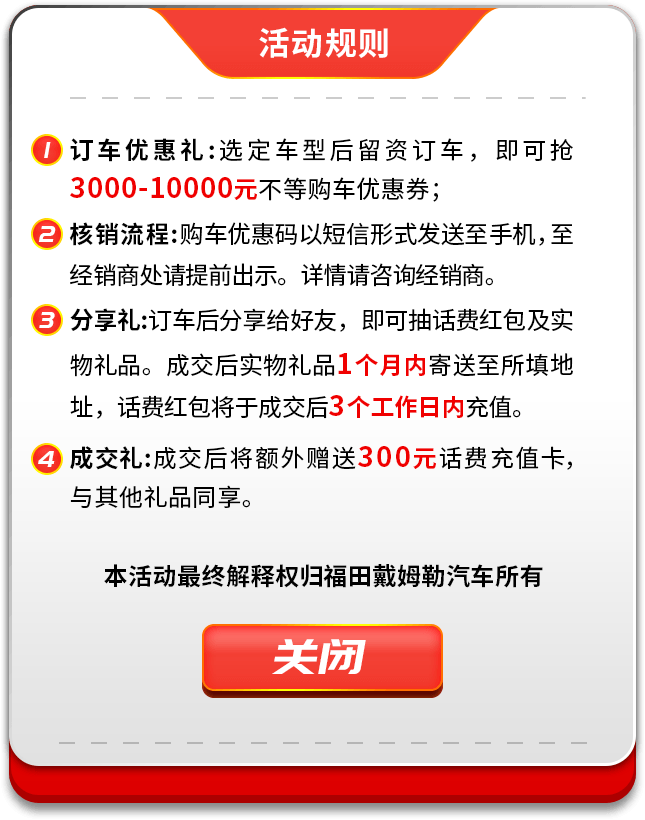 活动规则
1 订车优惠礼:选定车型后留资订车，即可抢
3000-10000元不等购车优惠券；
2 核销流程:购车优惠码以短信形式发送至手机，至
经销商处请提前出示。详情请咨询经销商。
3 分享礼:订车后分享给好友，即可抽话费红包及实
物礼品。成交后实物礼品1个月内寄送至所填地
址，话费红包将于成交后3个工作日内充值。
4 成交礼:成交后将额外赠送300元话费充值卡，
与其他礼品同享。
本活动最终解释权归福田戴姆勒汽车所有
关闭